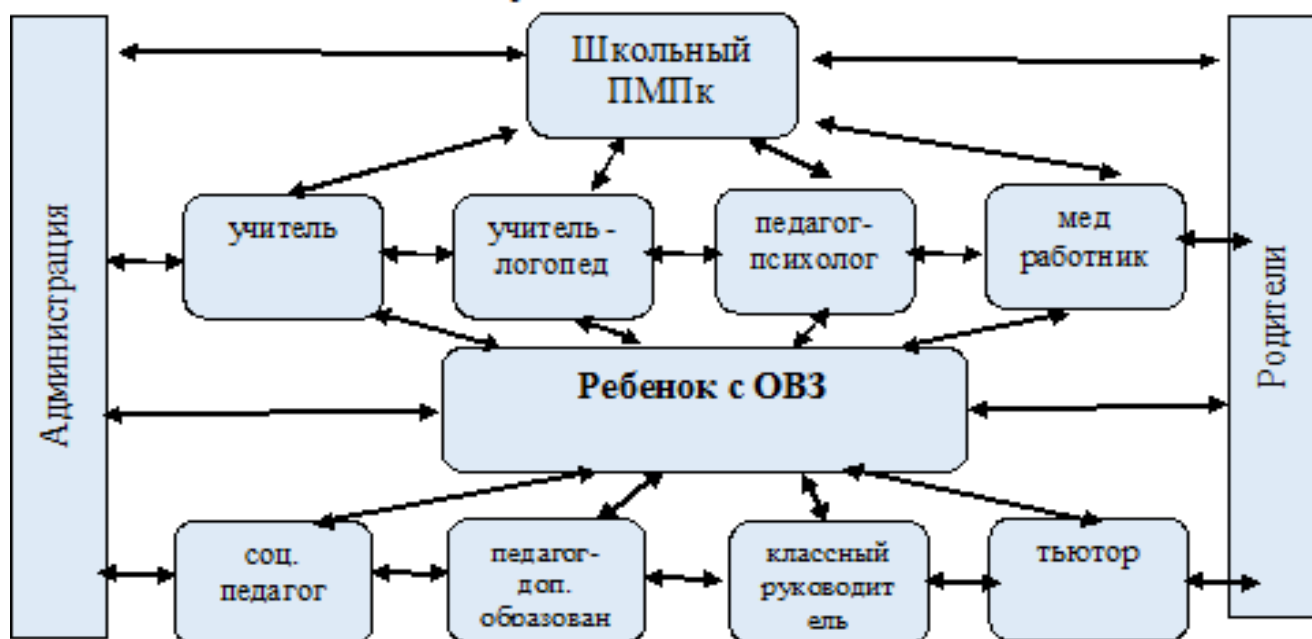 Школьный
ПМПк
Администрация
Родители
учитель
учитель -
логопед
педагог-
психолог
мед
работник
Ребенок с ОВЗ
соц.
педагог
педагог-
доп.
образован
классный
руководит
ель
тьютор